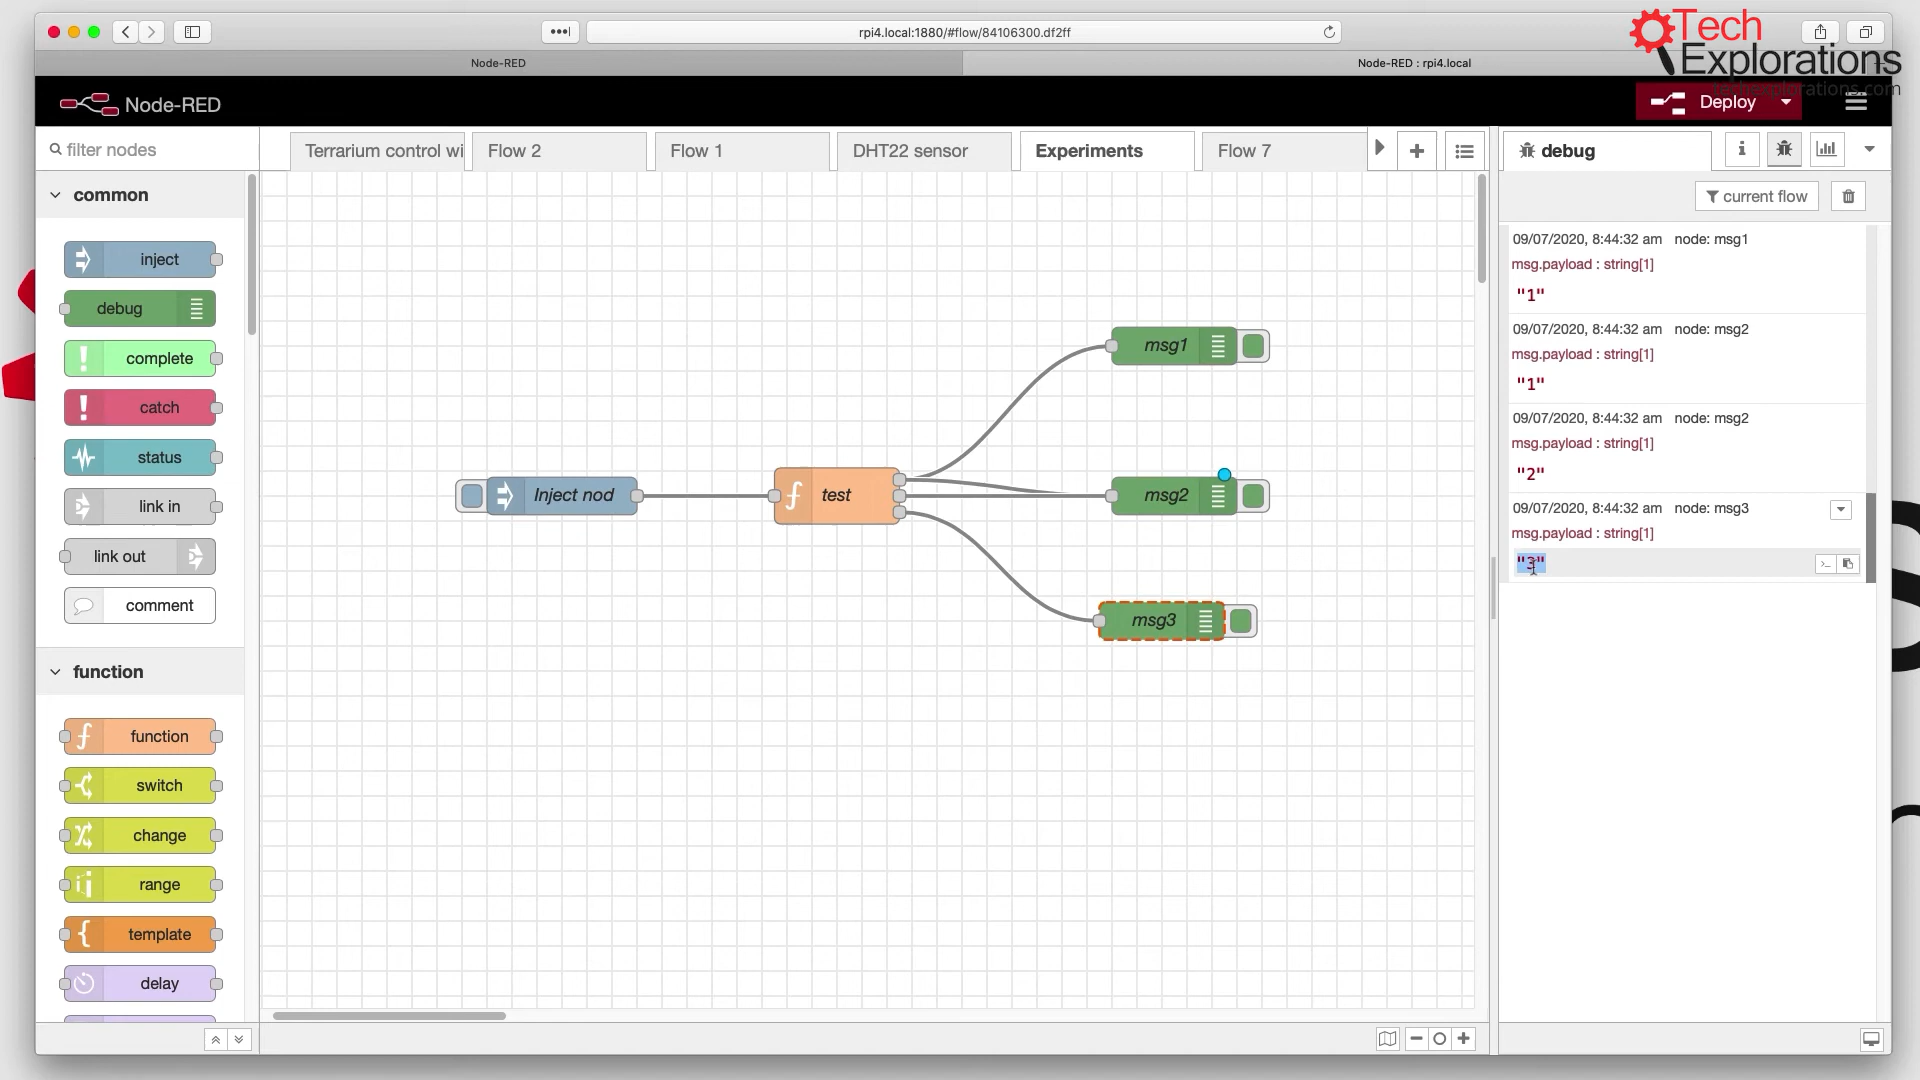 Tech
Explorations
techexplorations.com
rpi4.local:1880/#flow/84106300.df2ff
Node-RED
Node-RED : rpi4.local
Node-RED
Deploy
filter nodes
Terrarium control wi
Flow 2
Flow 1
DHT22 sensor
Experiments
Flow 7
debug
i
current flow
common
inject
debug
complete
catch
status
link in
link out
comment
function
function
switch
change
range
template
delay
Inject nod
test
msg1
msg2
msg3
09/07/2020, 8:44:32 am node: msg1
msg.payload : string[1]
"1"
09/07/2020, 8:44:32 am node: msg2
msg.payload : string[1]
"1"
09/07/2020, 8:44:32 am node: msg2
msg.payload : string[1]
"2"
09/07/2020, 8:44:32 am node: msg3
msg.payload : string[1]
"3"